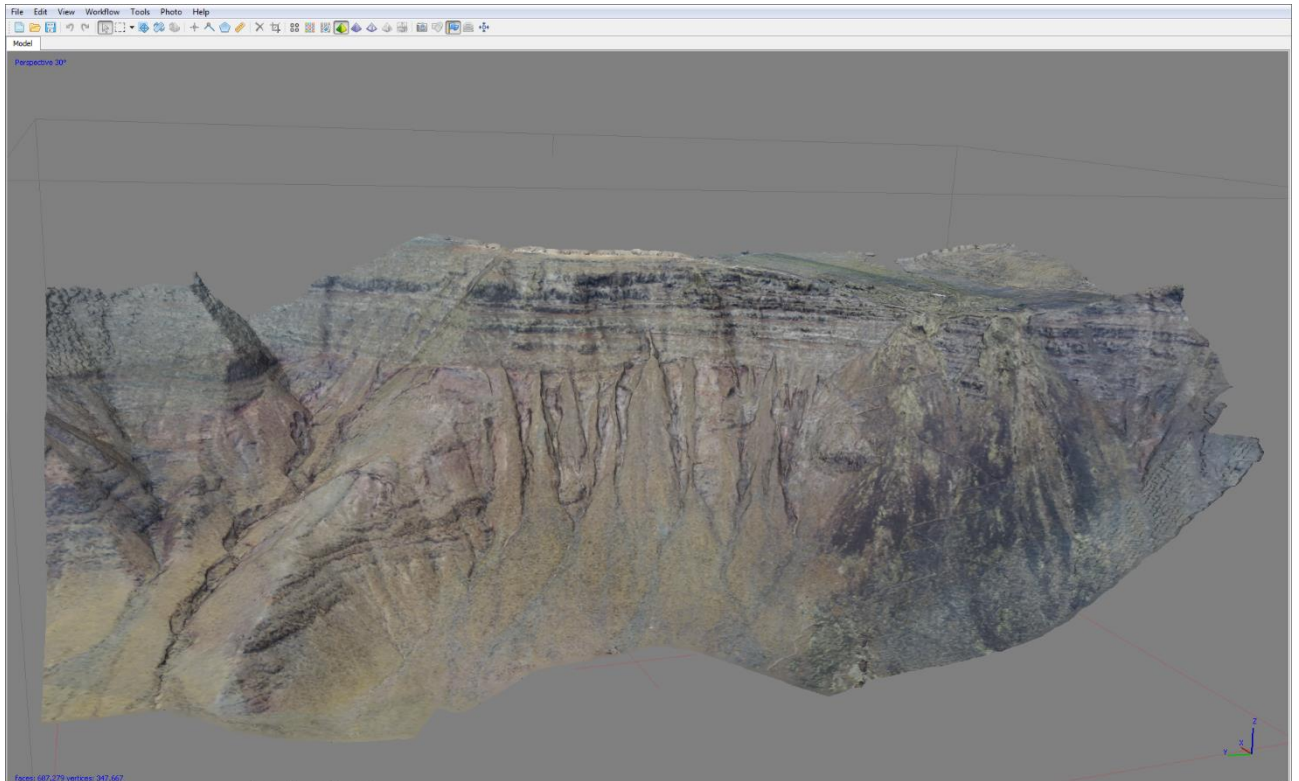 File Edit View Workflow Tools Photo Help
Model
Perspective 30°
Z
X
Y
faces: 687,279 vertices: 347,667